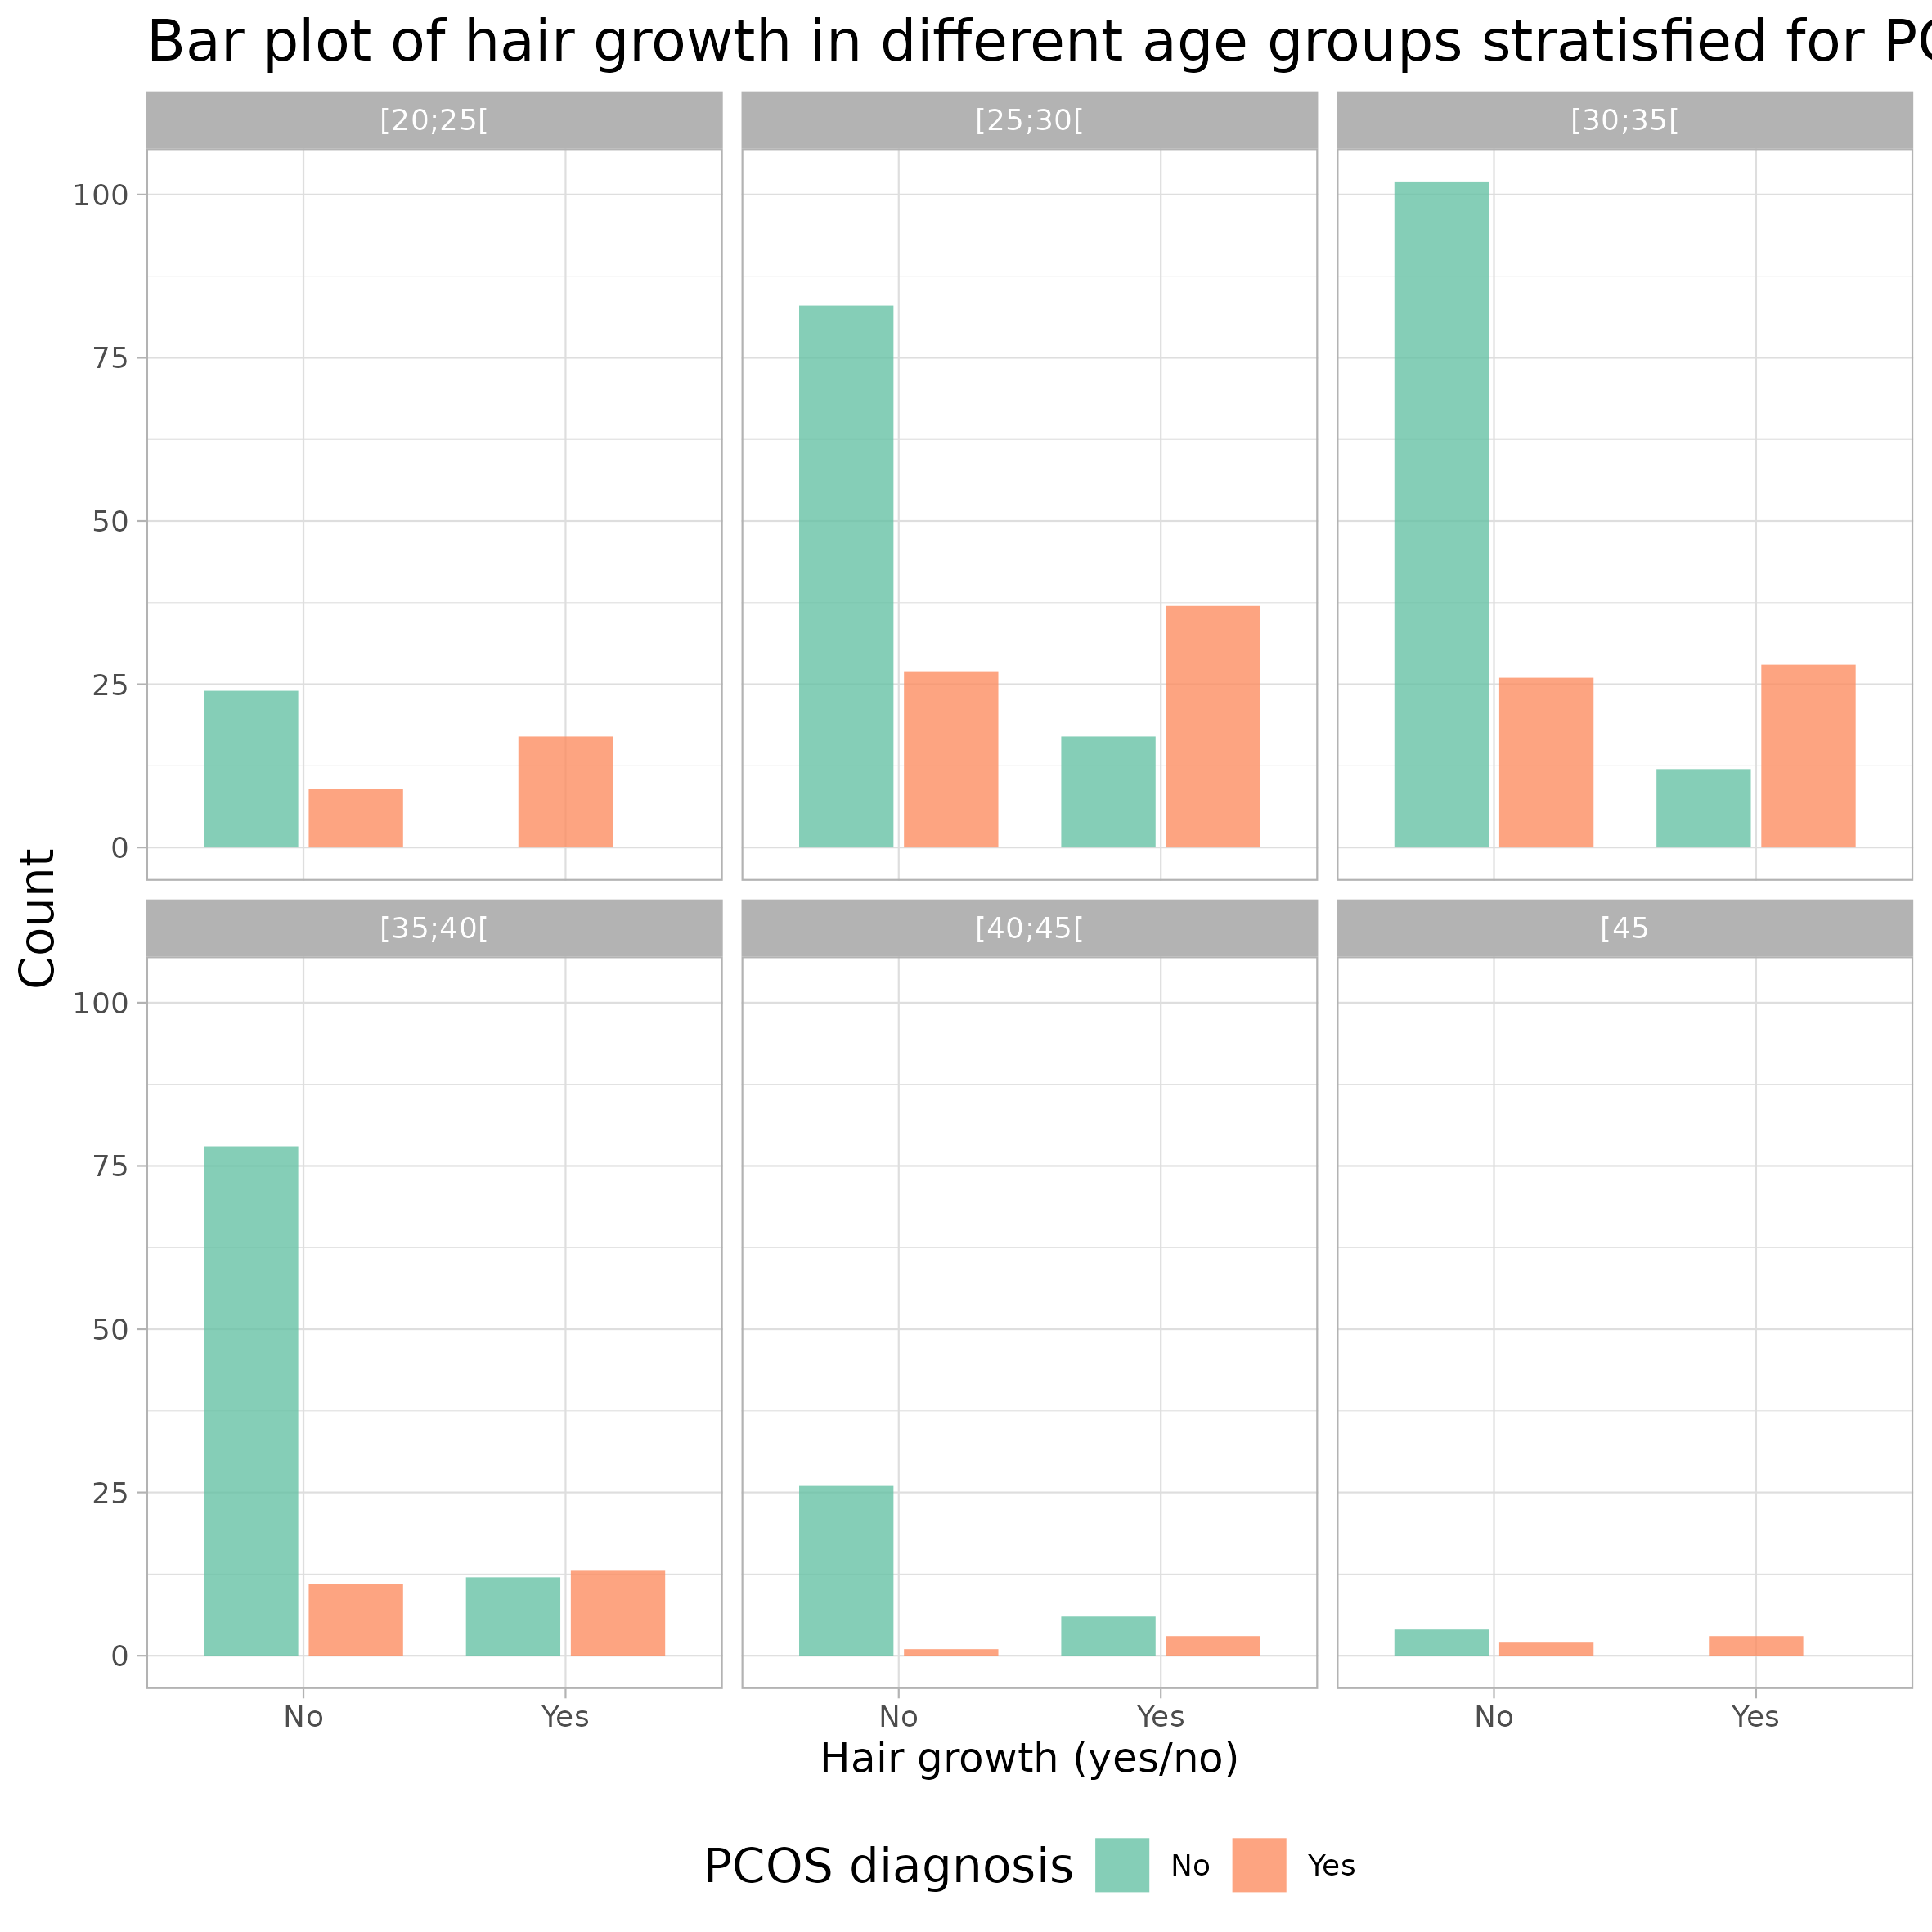 Bar plot of hair growth in different age groups stratisfied for
[20;25[ [25;30[ [30;35[
100
75
50
25
0
[35;40[ [40;45[ [45
100
75
50
25
0
Count
No Yes No Yes No Yes
Hair growth (yes/no)
PCOS diagnosis No Yes